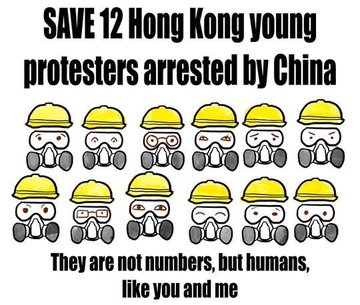 SAVE 12 Hong Kong young
protesters arrested by China
They are not numbers, but humans,
like you and me